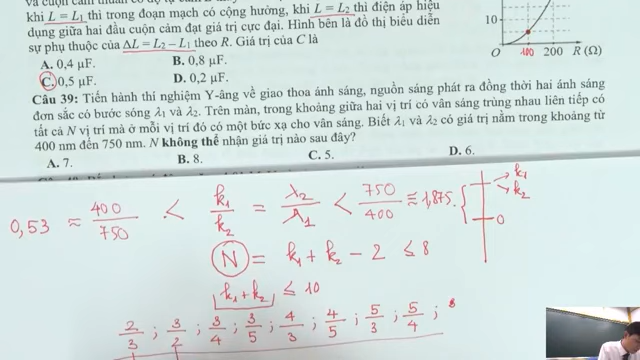 và cuộn cảm thuần có độ tự cảm
khi L = L₁ thì trong đoạn mạch có cộng hưởng, khi L = L₂ thì điện áp hiệu
dụng giữa hai đầu cuộn cảm đạt giá trị cực đại. Hình bên là đồ thị biểu diễn
sự phụ thuộc của ΔL = L₂ – L₁ theo R. Giá trị của C là
A. 0,4 μF. B. 0,8 μF.
C. 0,5 μF. D. 0,2 μF.
10
O 100 200 R (Ω)
Câu 39: Tiến hành thí nghiệm Y-âng về giao thoa ánh sáng, nguồn sáng phát ra đồng thời hai ánh sáng
đơn sắc có bước sóng λ₁ và λ₂. Trên màn, trong khoảng giữa hai vị trí có vân sáng trùng nhau liên tiếp có
tất cả N vị trí mà ở mỗi vị trí đó có một bức xạ cho vân sáng. Biết λ₁ và λ₂ có giá trị nằm trong khoảng từ
400 nm đến 750 nm. N không thể nhận giá trị nào sau đây?
A. 7. B. 8. C. 5. D. 6.
0,53 ≈ 400/750 < k₁/k₂ = λ₂/λ₁ < 750/400 ≈ 1,875.
k₁
k₂
0
N = k₁ + k₂ − 2 ≤ 8
k₁ + k₂ ≤ 10
2/3 ; 3/2 ; 3/4 ; 3/5 ; 4/3 ; 4/5 ; 5/3 ; 5/4 ;